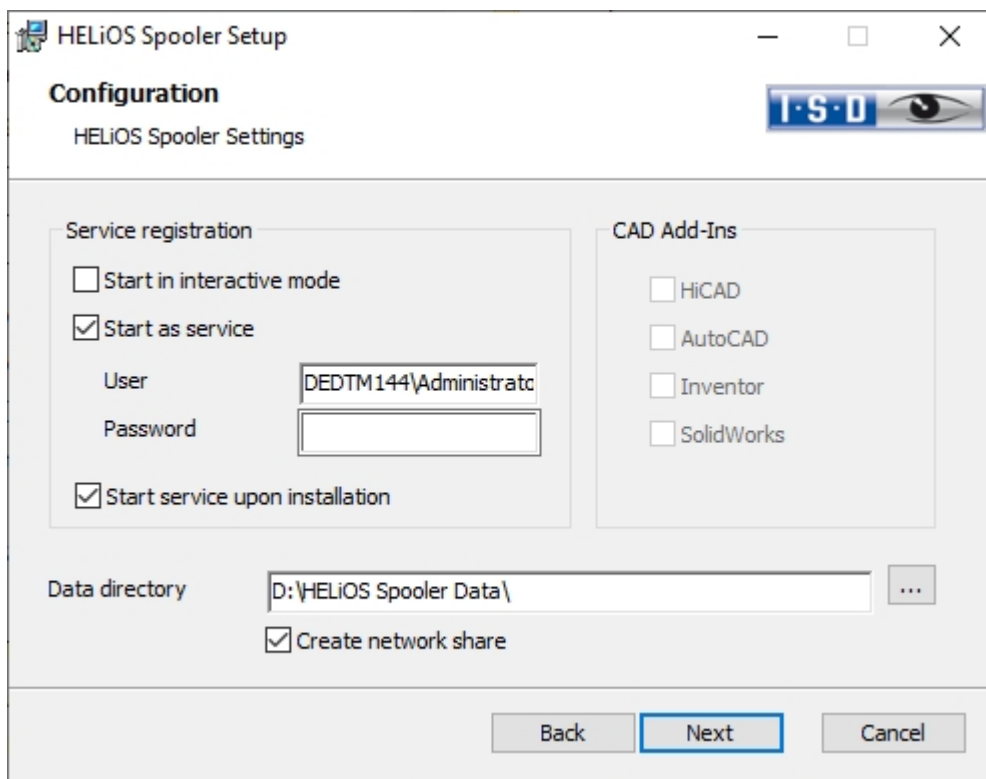 HELiOS Spooler Setup
Configuration
HELiOS Spooler Settings
I·S·D
Service registration
Start in interactive mode
Start as service
User DEDTM144\Administrato
Password
Start service upon installation
CAD Add-Ins
HiCAD
AutoCAD
Inventor
SolidWorks
Data directory D:\HELiOS Spooler Data\ ...
Create network share
Back Next Cancel